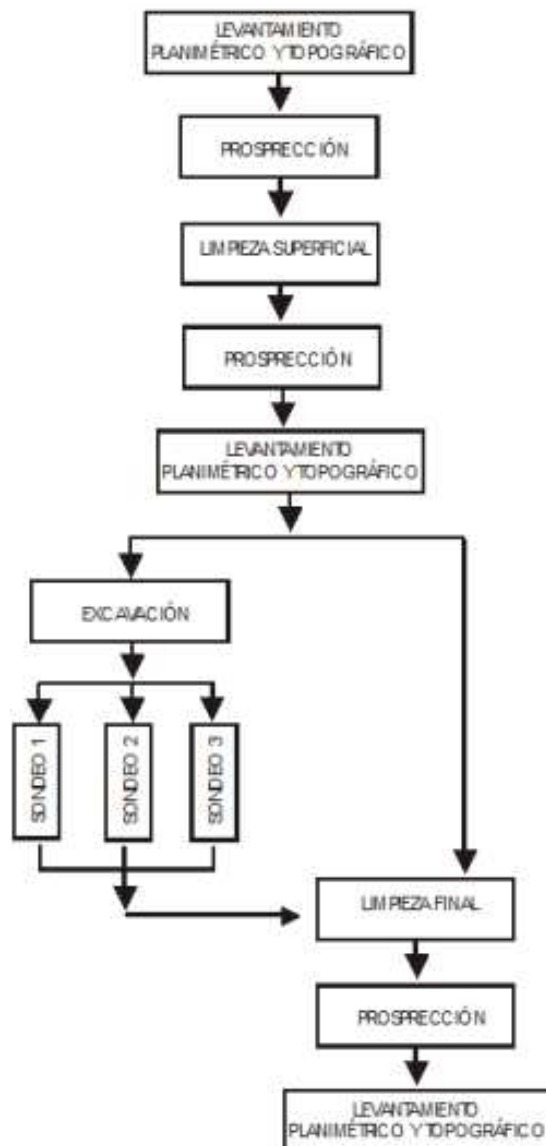 LEVANTAMIENTO
PLANIMÉTRICO Y TOPOGRÁFICO
PROSPRECCIÓN
LIMPIEZA SUPERFICIAL
PROSPRECCIÓN
LEVANTAMIENTO
PLANIMÉTRICO Y TOPOGRÁFICO
EXCAVACIÓN
SONDEO 1
SONDEO 2
SONDEO 3
LIMPIEZA FINAL
PROSPRECCIÓN
LEVANTAMIENTO
PLANIMÉTRICO Y TOPOGRÁFICO